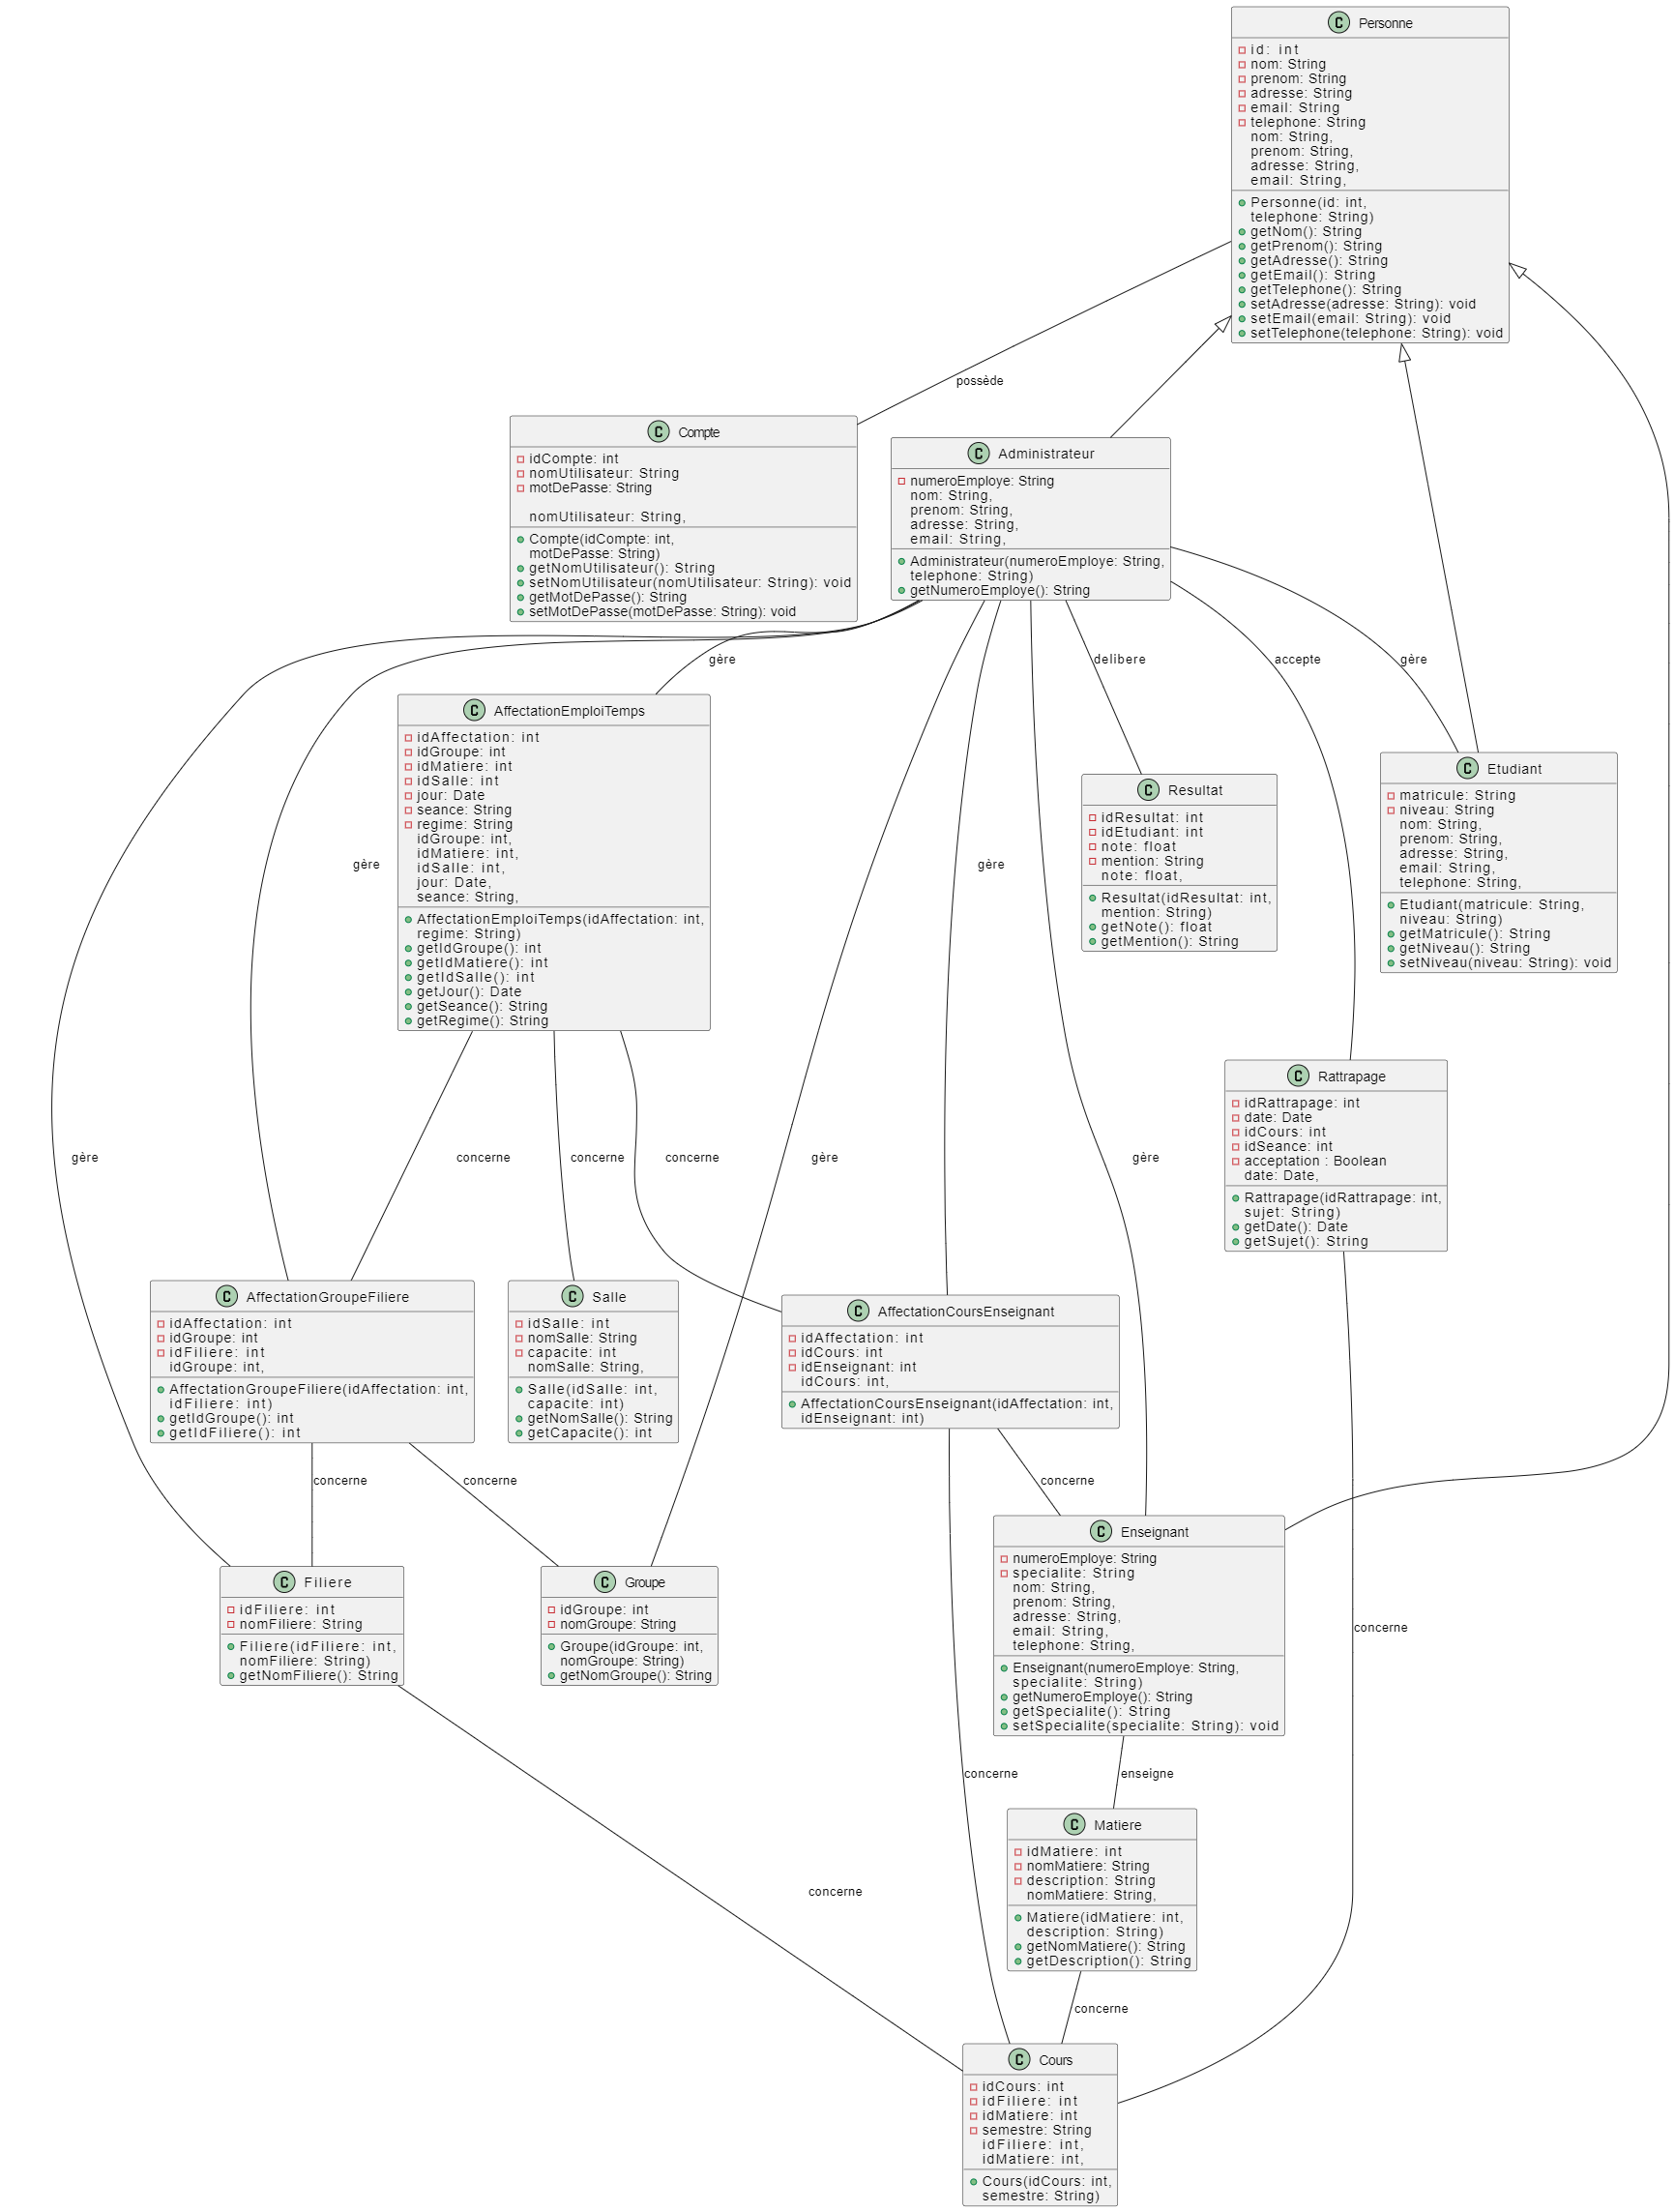 C Personne
id: int
nom: String
prenom: String
adresse: String
email: String
telephone: String
nom: String,
prenom: String,
adresse: String,
email: String,
Personne(id: int,
telephone: String)
getNom(): String
getPrenom(): String
getAdresse(): String
getEmail(): String
getTelephone(): String
setAdresse(adresse: String): void
setEmail(email: String): void
setTelephone(telephone: String): void
possède
C Compte
idCompte: int
nomUtilisateur: String
motDePasse: String
nomUtilisateur: String,
Compte(idCompte: int,
motDePasse: String)
getNomUtilisateur(): String
setNomUtilisateur(nomUtilisateur: String): void
getMotDePasse(): String
setMotDePasse(motDePasse: String): void
C Administrateur
numeroEmploye: String
nom: String,
prenom: String,
adresse: String,
email: String,
Administrateur(numeroEmploye: String,
telephone: String)
getNumeroEmploye(): String
gère
delibere
accepte
gère
C AffectationEmploiTemps
idAffectation: int
idGroupe: int
idMatiere: int
idSalle: int
jour: Date
seance: String
regime: String
idGroupe: int,
idMatiere: int,
idSalle: int,
jour: Date,
seance: String,
AffectationEmploiTemps(idAffectation: int,
regime: String)
getIdGroupe(): int
getIdMatiere(): int
getIdSalle(): int
getJour(): Date
getSeance(): String
getRegime(): String
gère
gère
C Resultat
idResultat: int
idEtudiant: int
note: float
mention: String
note: float,
Resultat(idResultat: int,
mention: String)
getNote(): float
getMention(): String
C Etudiant
matricule: String
niveau: String
nom: String,
prenom: String,
adresse: String,
email: String,
telephone: String,
Etudiant(matricule: String,
niveau: String)
getMatricule(): String
getNiveau(): String
setNiveau(niveau: String): void
C Rattrapage
idRattrapage: int
date: Date
idCours: int
idSeance: int
acceptation : Boolean
date: Date,
Rattrapage(idRattrapage: int,
sujet: String)
getDate(): Date
getSujet(): String
gère
concerne
concerne
concerne
gère
gère
C AffectationGroupeFiliere
idAffectation: int
idGroupe: int
idFiliere: int
idGroupe: int,
AffectationGroupeFiliere(idAffectation: int,
idFiliere: int)
getIdGroupe(): int
getIdFiliere(): int
C Salle
idSalle: int
nomSalle: String
capacite: int
nomSalle: String,
Salle(idSalle: int,
capacite: int)
getNomSalle(): String
getCapacite(): int
C AffectationCoursEnseignant
idAffectation: int
idCours: int
idEnseignant: int
idCours: int,
AffectationCoursEnseignant(idAffectation: int,
idEnseignant: int)
concerne
concerne
concerne
C Filiere
idFiliere: int
nomFiliere: String
Filiere(idFiliere: int,
nomFiliere: String)
getNomFiliere(): String
C Groupe
idGroupe: int
nomGroupe: String
Groupe(idGroupe: int,
nomGroupe: String)
getNomGroupe(): String
C Enseignant
numeroEmploye: String
specialite: String
nom: String,
prenom: String,
adresse: String,
email: String,
telephone: String,
Enseignant(numeroEmploye: String,
specialite: String)
getNumeroEmploye(): String
getSpecialite(): String
setSpecialite(specialite: String): void
concerne
concerne
enseigne
C Matiere
idMatiere: int
nomMatiere: String
description: String
nomMatiere: String,
Matiere(idMatiere: int,
description: String)
getNomMatiere(): String
getDescription(): String
concerne
concerne
C Cours
idCours: int
idFiliere: int
idMatiere: int
semestre: String
idFiliere: int,
idMatiere: int,
Cours(idCours: int,
semestre: String)